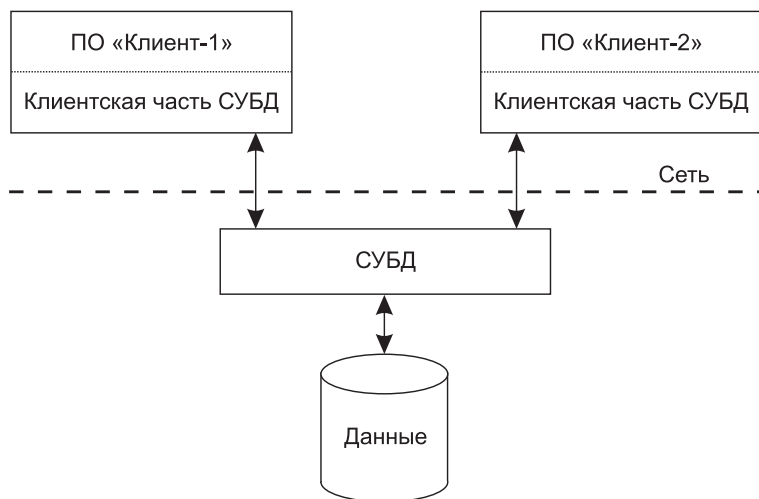 ПО «Клиент-1»
Клиентская часть СУБД
ПО «Клиент-2»
Клиентская часть СУБД
Сеть
СУБД
Данные